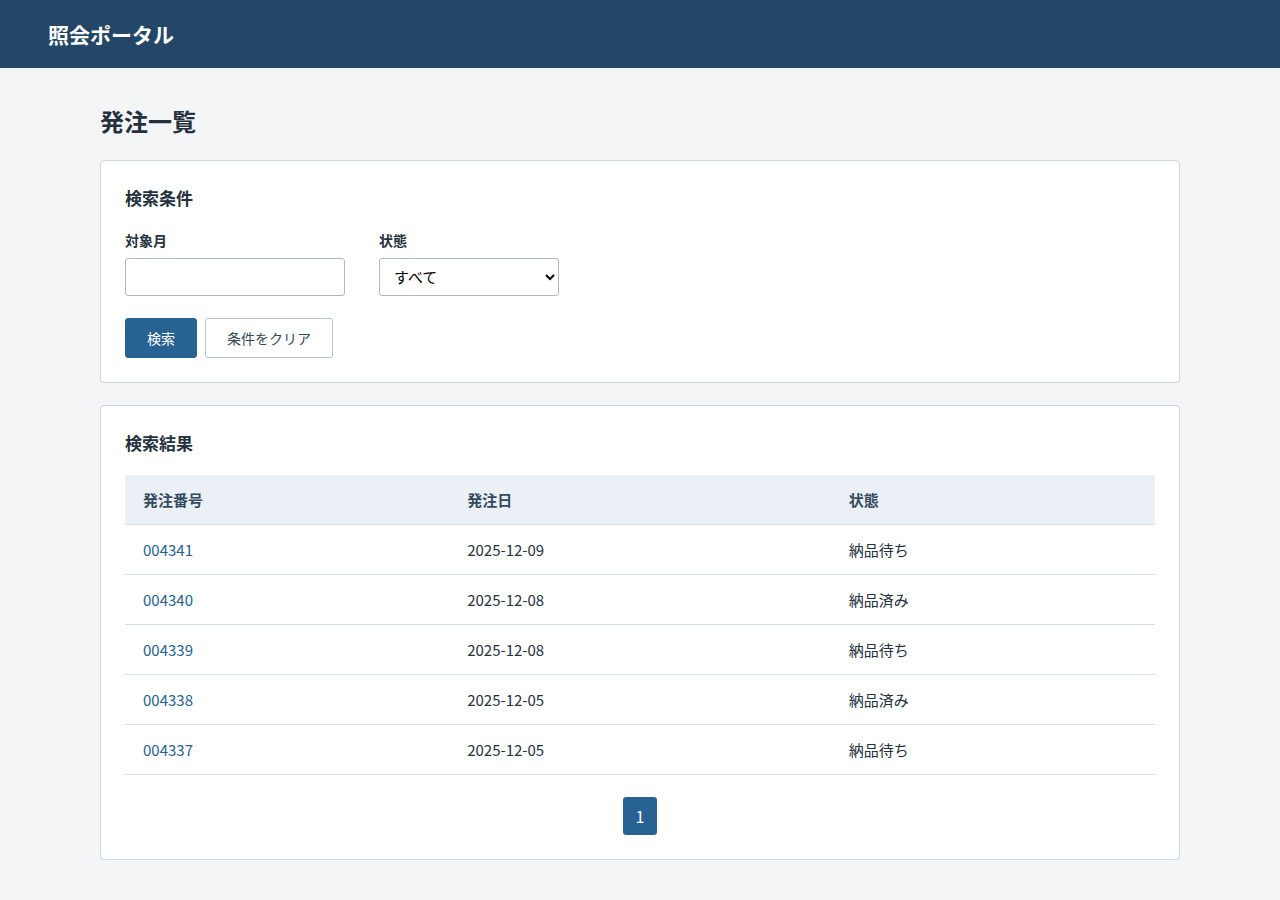 照会ポータル
発注一覧
検索条件
対象月 状態
すべて
検索 条件をクリア
検索結果
発注番号 発注日 状態
004341 2025-12-09 納品待ち
004340 2025-12-08 納品済み
004339 2025-12-08 納品待ち
004338 2025-12-05 納品済み
004337 2025-12-05 納品待ち
1